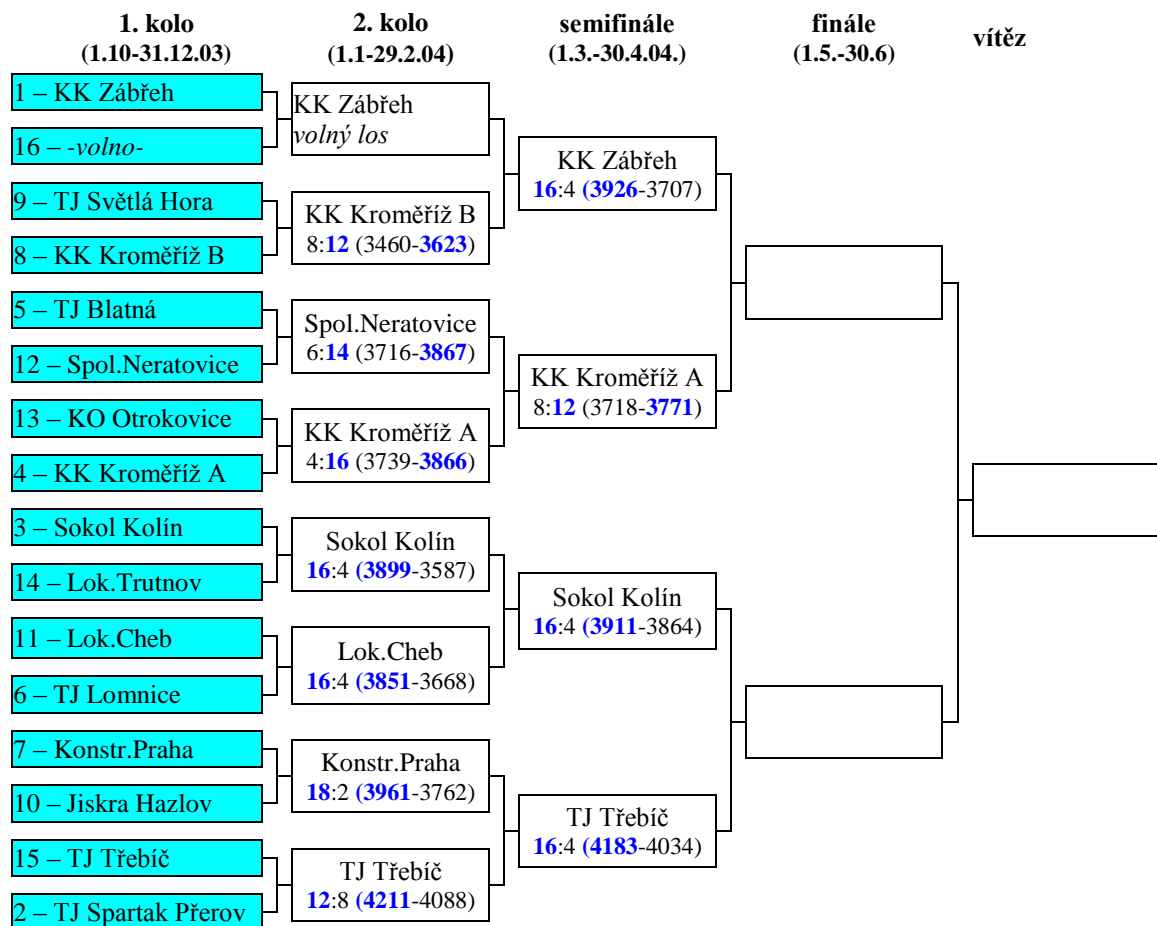 1. kolo
(1.10-31.12.03)
2. kolo
(1.1-29.2.04)
semifinále
(1.3.-30.4.04.)
finále
(1.5.-30.6)
vítěz
1 – KK Zábřeh
16 – -volno-
9 – TJ Světlá Hora
8 – KK Kroměříž B
5 – TJ Blatná
12 – Spol.Neratovice
13 – KO Otrokovice
4 – KK Kroměříž A
3 – Sokol Kolín
14 – Lok.Trutnov
11 – Lok.Cheb
6 – TJ Lomnice
7 – Konstr.Praha
10 – Jiskra Hazlov
15 – TJ Třebíč
2 – TJ Spartak Přerov
KK Zábřeh
volný los
KK Kroměříž B
8:12 (3460-3623)
Spol.Neratovice
6:14 (3716-3867)
KK Kroměříž A
4:16 (3739-3866)
Sokol Kolín
16:4 (3899-3587)
Lok.Cheb
16:4 (3851-3668)
Konstr.Praha
18:2 (3961-3762)
TJ Třebíč
12:8 (4211-4088)
KK Zábřeh
16:4 (3926-3707)
KK Kroměříž A
8:12 (3718-3771)
Sokol Kolín
16:4 (3911-3864)
TJ Třebíč
16:4 (4183-4034)